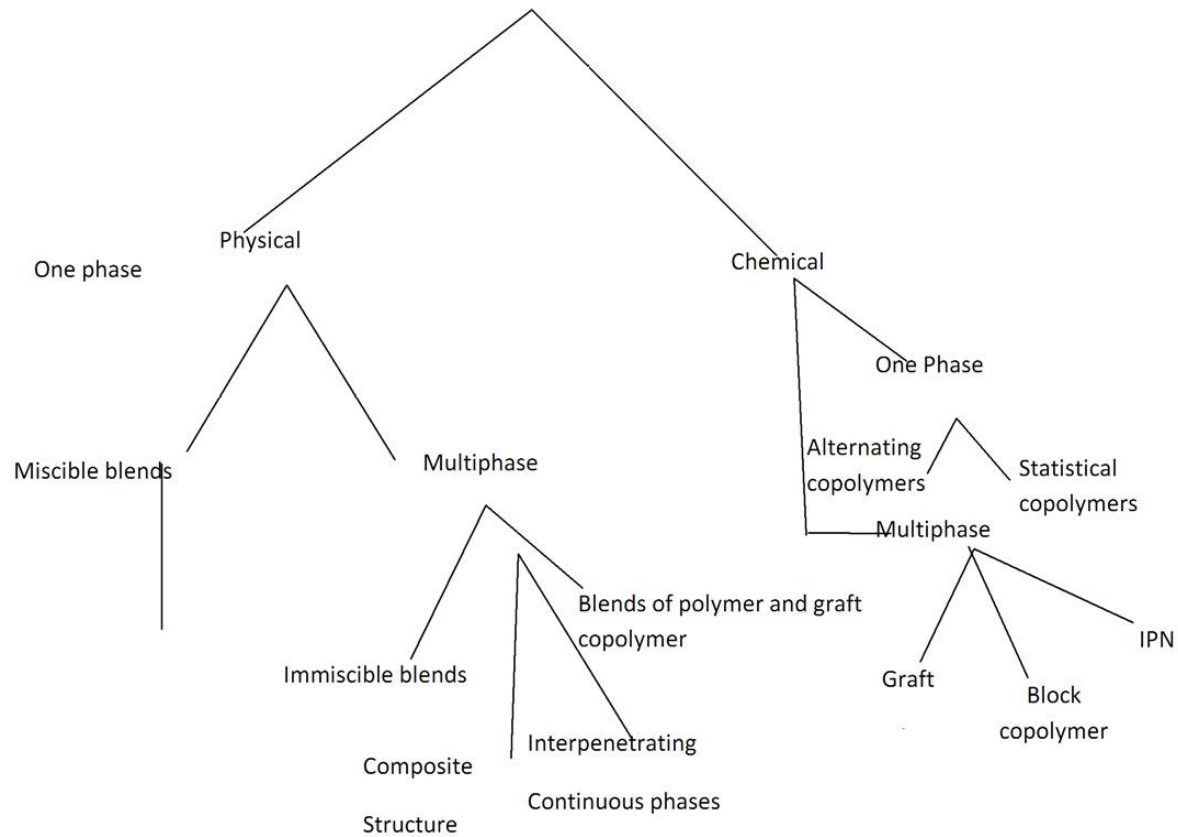 Physical
One phase
Chemical
One Phase
Alternating
copolymers
Statistical
copolymers
Miscible blends
Multiphase
Multiphase
Blends of polymer and graft
copolymer
IPN
Immiscible blends
Graft
Block
copolymer
Interpenetrating
Continuous phases
Composite
Structure